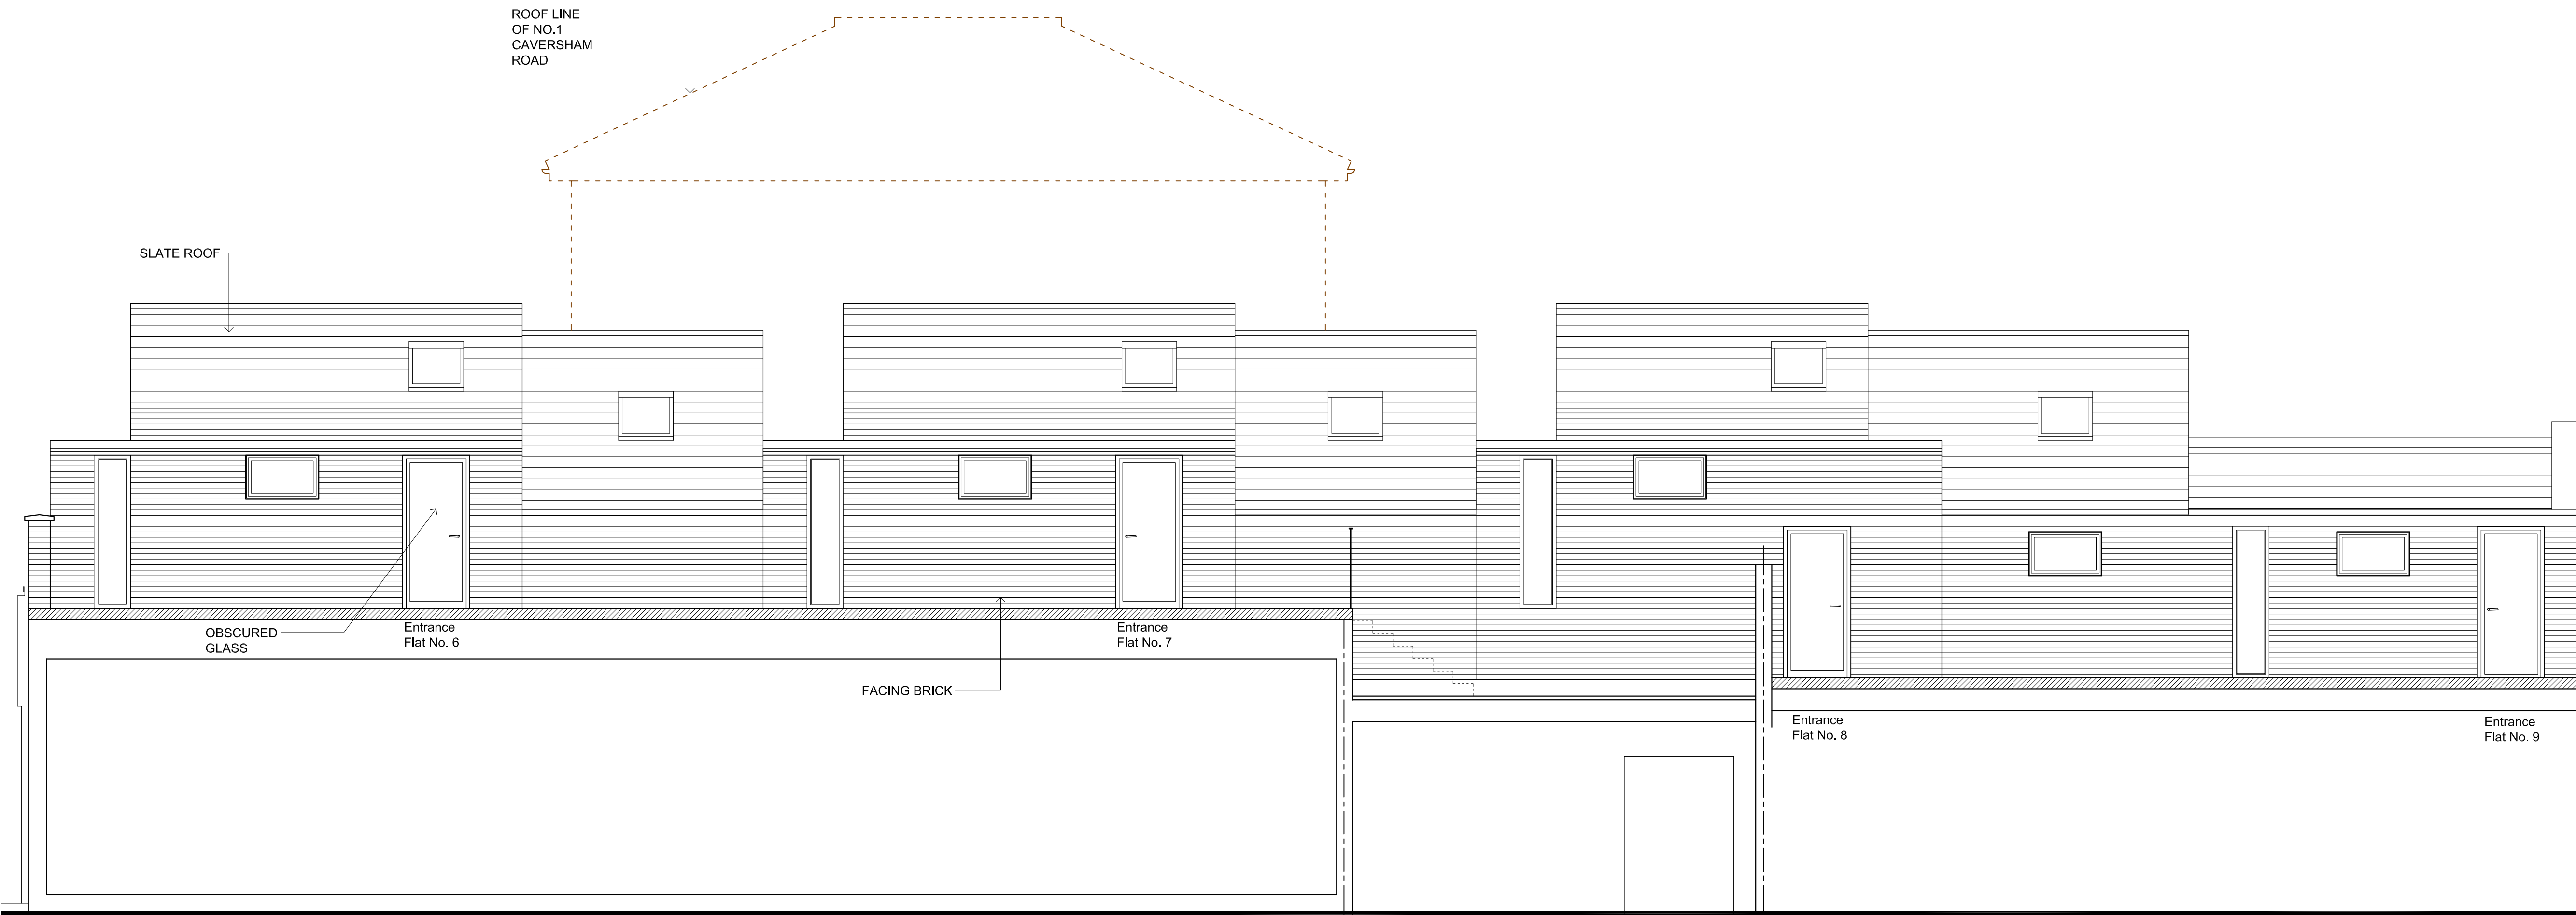 ROOF LINE
OF NO.1
CAVERSHAM
ROAD
SLATE ROOF
OBSCURED
GLASS
Entrance
Flat No. 6
FACING BRICK
Entrance
Flat No. 7
Entrance
Flat No. 8
Entrance
Flat No. 9